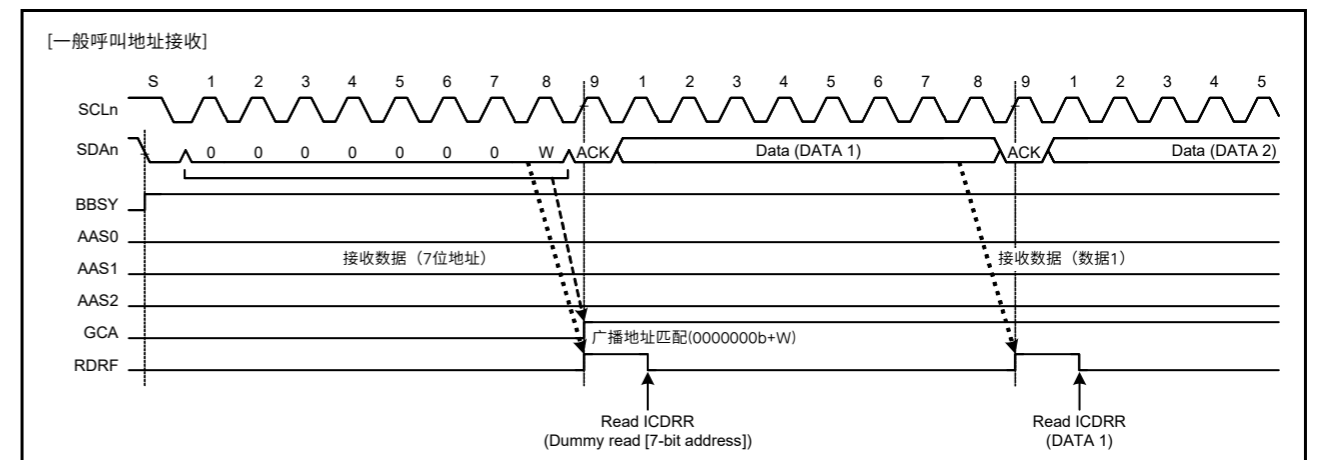 [一般呼叫地址接收]
S 1 2 3 4 5 6 7 8 9 1 2 3 4 5 6 7 8 9 1 2 3 4 5
SCLn
SDAn 0 0 0 0 0 0 0 W ACK Data (DATA 1) ACK Data (DATA 2)
BBSY
AAS0
接收数据（7位地址） 接收数据（数据1）
AAS1
AAS2
GCA 广播地址匹配(0000000b+W)
RDRF
Read ICDRR Read ICDRR
(Dummy read [7-bit address]) (DATA 1)